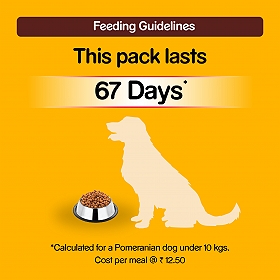 Feeding Guidelines
This pack lasts
67 Days*
*Calculated for a Pomeranian dog under 10 kgs.
Cost per meal @ ₹ 12.50